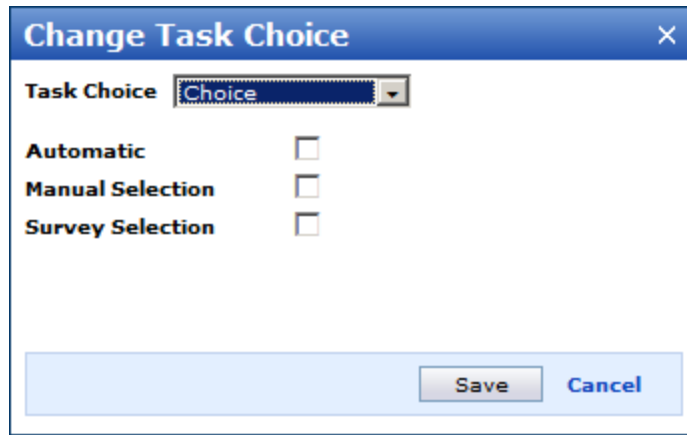 Change Task Choice
Task Choice Choice
Automatic
Manual Selection
Survey Selection
Save Cancel